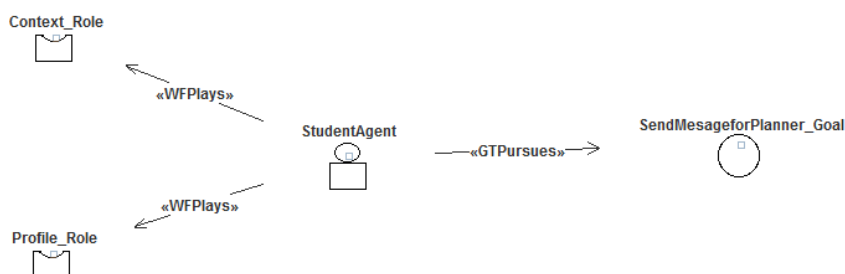 Context_Role
«WFPlays»
StudentAgent
SendMesageforPlanner_Goal
«GTPursues»
«WFPlays»
Profile_Role